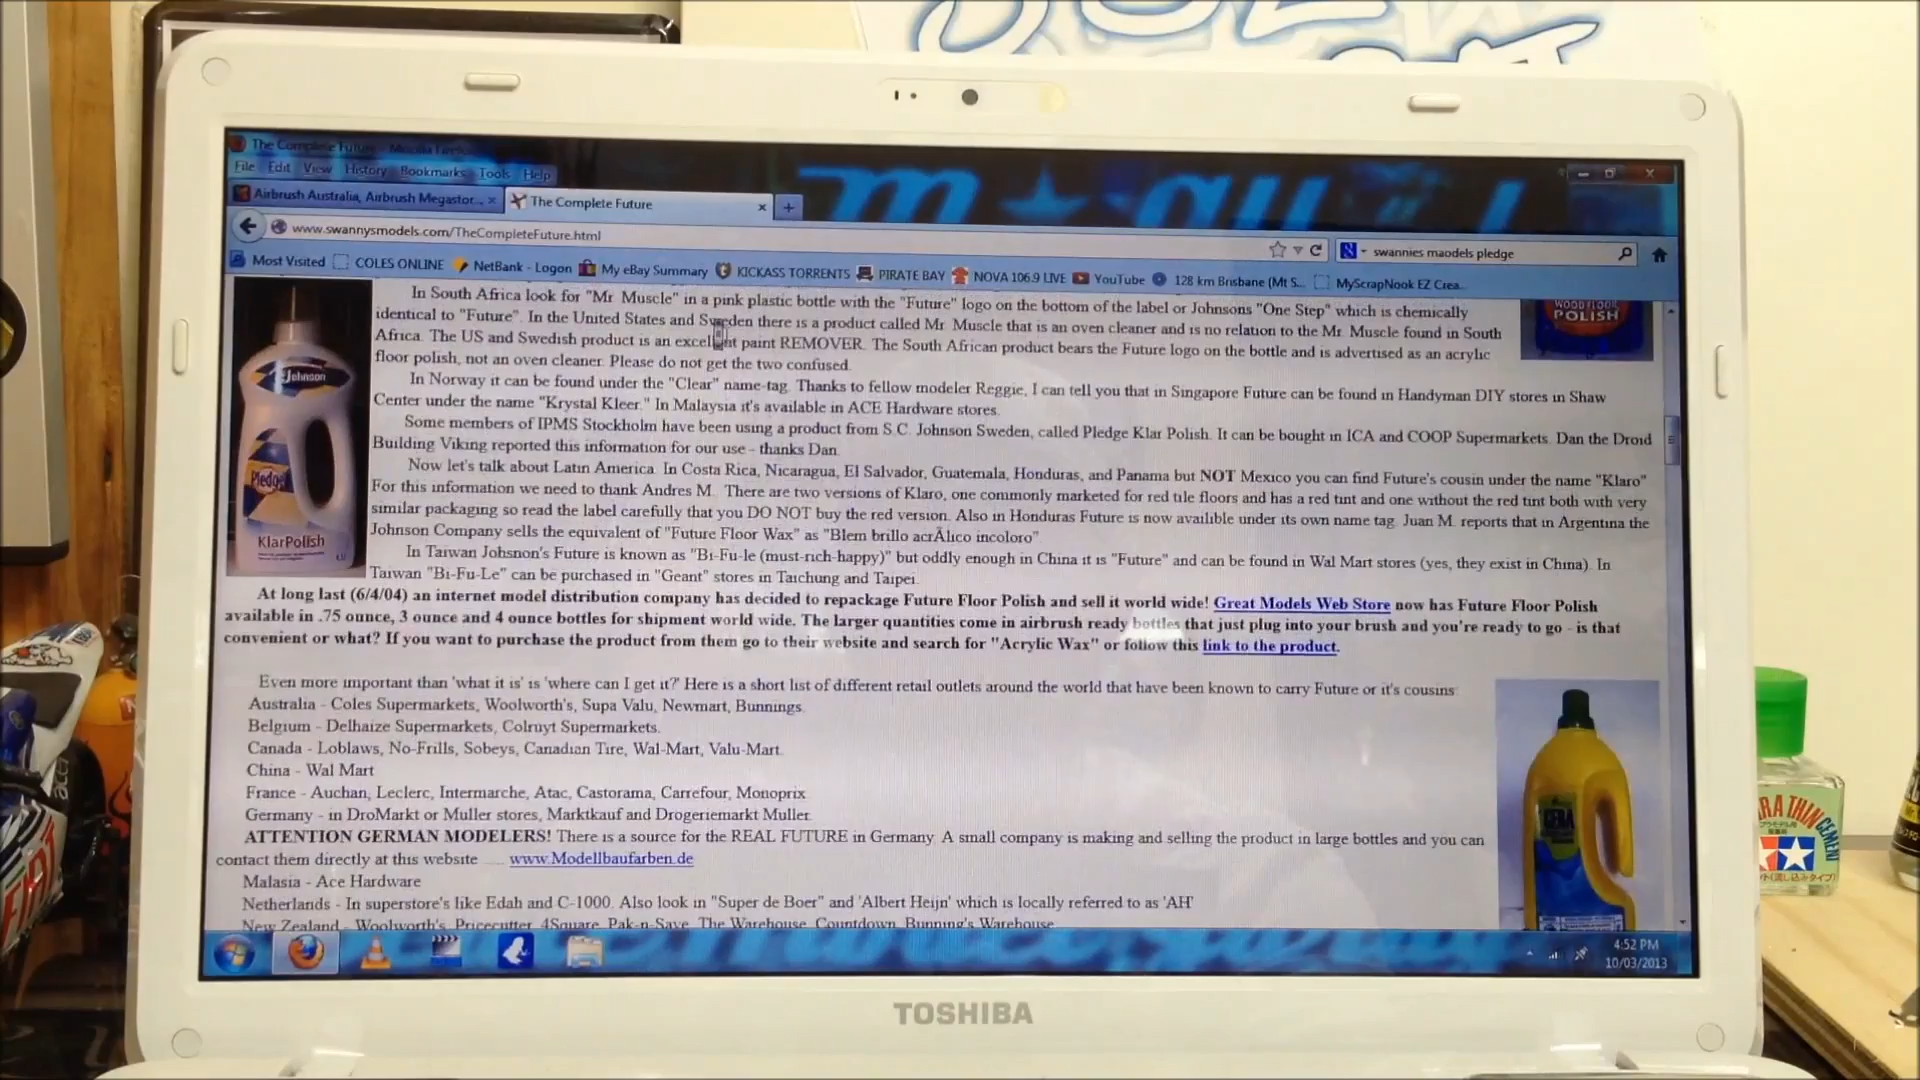 The Complete Future - Mozilla Firefox
File Edit View History Bookmarks Tools Help
Airbrush Australia, Airbrush Megastor...
The Complete Future
www.swannysmodels.com/TheCompleteFuture.html
swannies maodels pledge
Most Visited COLES ONLINE NetBank - Logon My eBay Summary KICKASS TORRENTS PIRATE BAY NOVA 106.9 LIVE YouTube 128 km Brisbane (Mt S... MyScrapNook EZ Crea...
In South Africa look for "Mr Muscle" in a pink plastic bottle with the "Future" logo on the bottom of the label or Johnsons "One Step" which is chemically
identical to "Future". In the United States and Sweden there is a product called Mr. Muscle that is an oven cleaner and is no relation to the Mr. Muscle found in South
Africa. The US and Swedish product is an excellent paint REMOVER. The South African product bears the Future logo on the bottle and is advertised as an acrylic
floor polish, not an oven cleaner. Please do not get the two confused.
In Norway it can be found under the "Clear" name-tag. Thanks to fellow modeler Reggie, I can tell you that in Singapore Future can be found in Handyman DIY stores in Shaw
Center under the name "Krystal Kleer." In Malaysia it's available in ACE Hardware stores.
Some members of IPMS Stockholm have been using a product from S.C. Johnson Sweden, called Pledge Klar Polish. It can be bought in ICA and COOP Supermarkets. Dan the Droid
Building Viking reported this information for our use - thanks Dan.
Now let's talk about Latin America. In Costa Rica, Nicaragua, El Salvador, Guatemala, Honduras, and Panama but NOT Mexico you can find Future's cousin under the name "Klaro"
For this information we need to thank Andres M. There are two versions of Klaro, one commonly marketed for red tile floors and has a red tint and one without the red tint both with very
similar packaging so read the label carefully that you DO NOT buy the red version. Also in Honduras Future is now availible under its own name tag. Juan M. reports that in Argentina the
Johnson Company sells the equivalent of "Future Floor Wax" as "Blem brillo acrÃlico incoloro"
In Taiwan Johsnon's Future is known as "Bi-Fu-le (must-rich-happy)" but oddly enough in China it is "Future" and can be found in Wal Mart stores (yes, they exist in China). In
Taiwan "Bi-Fu-Le" can be purchased in "Geant" stores in Taichung and Taipei.
At long last (6/4/04) an internet model distribution company has decided to repackage Future Floor Polish and sell it world wide! Great Models Web Store now has Future Floor Polish
available in .75 ounce, 3 ounce and 4 ounce bottles for shipment world wide. The larger quantities come in airbrush ready bottles that just plug into your brush and you're ready to go - is that
convenient or what? If you want to purchase the product from them go to their website and search for "Acrylic Wax" or follow this link to the product.
Even more important than 'what it is' is 'where can I get it?' Here is a short list of different retail outlets around the world that have been known to carry Future or it's cousins:
Australia - Coles Supermarkets, Woolworth's, Supa Valu, Newmart, Bunnings.
Belgium - Delhaize Supermarkets, Colruyt Supermarkets.
Canada - Loblaws, No-Frills, Sobeys, Canadian Tire, Wal-Mart, Valu-Mart.
China - Wal Mart
France - Auchan, Leclerc, Intermarche, Atac, Castorama, Carrefour, Monoprix
Germany - in DroMarkt or Muller stores, Marktkauf and Drogeriemarkt Muller.
ATTENTION GERMAN MODELERS! There is a source for the REAL FUTURE in Germany. A small company is making and selling the product in large bottles and you can
contact them directly at this website ..... www.Modellbaufarben.de
Malasia - Ace Hardware
Netherlands - In superstore's like Edah and C-1000. Also look in "Super de Boer" and 'Albert Heijn' which is locally referred to as 'AH'
New Zealand - Woolworth's, Pricecutter, 4Square, Pak-n-Save, The Warehouse, Countdown, Bunning's Warehouse
Johnson
Pledge
KlarPolish
WOOD FLOOR
POLISH
4:52 PM
10/03/2013
TOSHIBA
RA THIN
CEMENT
acer
FIAT